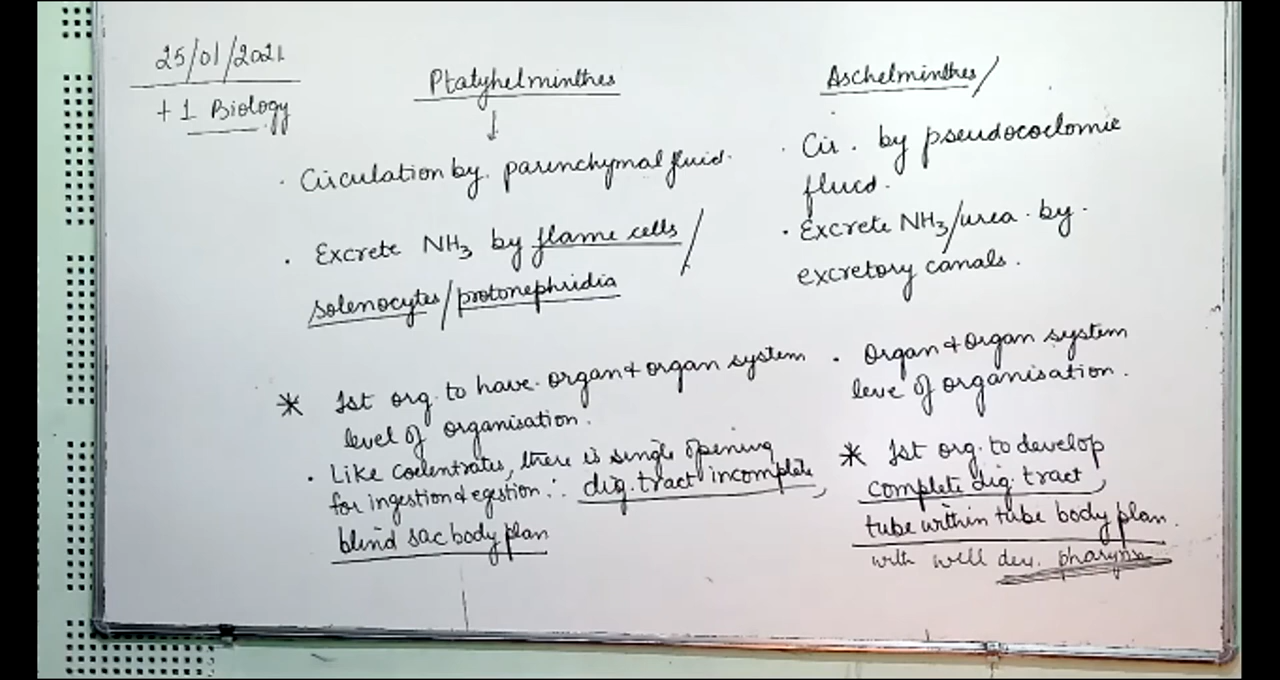 25/01/2021
+1 Biology
Ptatyhelminthes
↓
· Circulation by. parenchymal fluid.
· Excrete NH3 by flame cells/
solenocytes/protonephridia
* 1st org. to have organ & organ system
level of organisation.
· Like coelentrates, there is single opening
for ingestion & egestion ∴ dig. tract incomplete,
blind sac body plan
Aschelminthes/
· Cir. by pseudocoelomic
fluid.
· Excrete NH3/urea by
excretory canals.
· Organ & Organ system
level of organisation.
* 1st org. to develop
complete dig. tract,
tube within tube body plan.
with well dev. pharynx